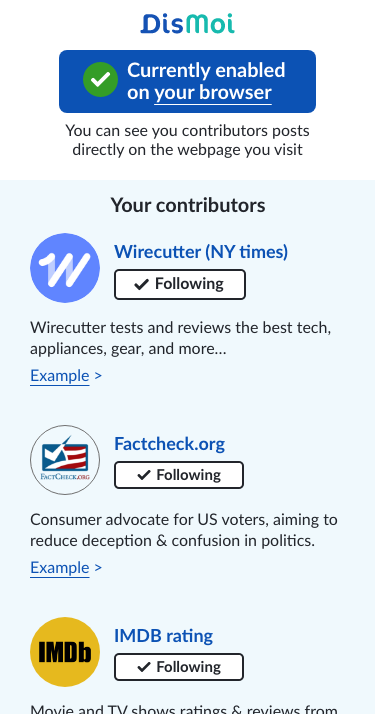 DisMoi
Currently enabled
on your browser
You can see you contributors posts
directly on the webpage you visit
Your contributors
W
Wirecutter (NY times)
Following
Wirecutter tests and reviews the best tech,
appliances, gear, and more...
Example >
FACTCHECK.ORG
Factcheck.org
Following
Consumer advocate for US voters, aiming to
reduce deception & confusion in politics.
Example >
IMDb
IMDB rating
Following
Movie and TV shows ratings & reviews from